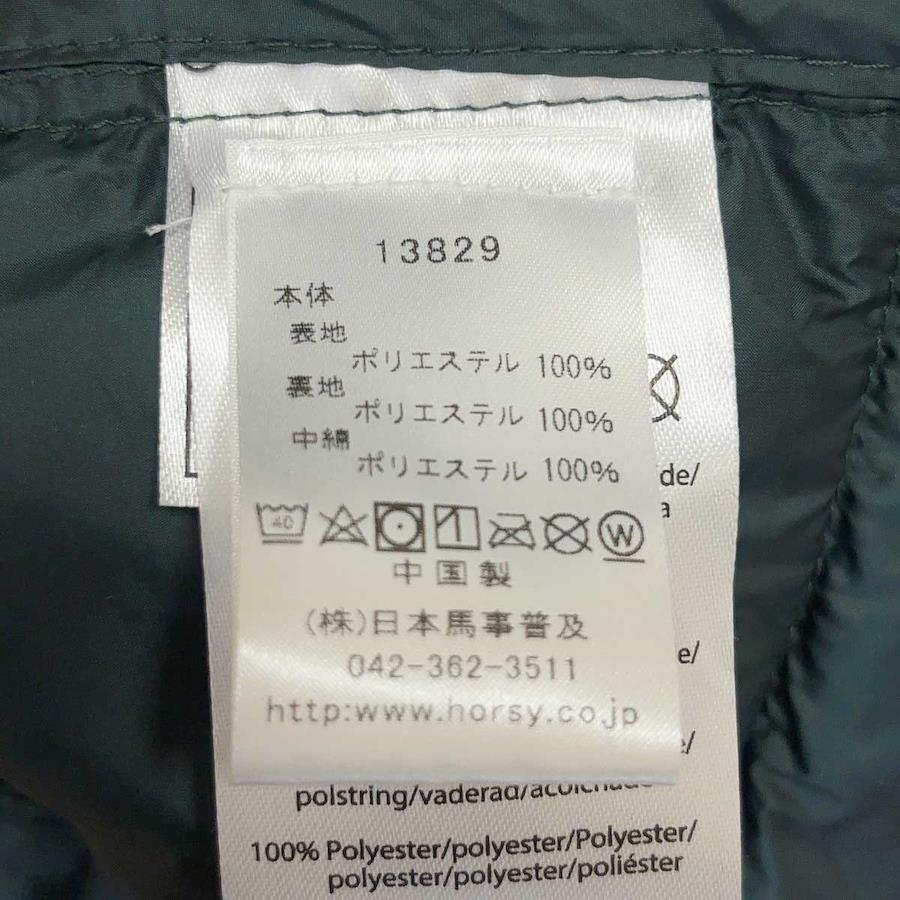 13829
本体
表地
ポリエステル 100%
裏地
ポリエステル 100%
中綿
ポリエステル 100%
40
W
中国製
(株)日本馬事普及
042-362-3511
http:www.horsy.co.jp
de/
a
e/
e/
polstring/vaderad/acolchado
100% Polyester/polyester/Polyester/
polyester/polyester/poliéster